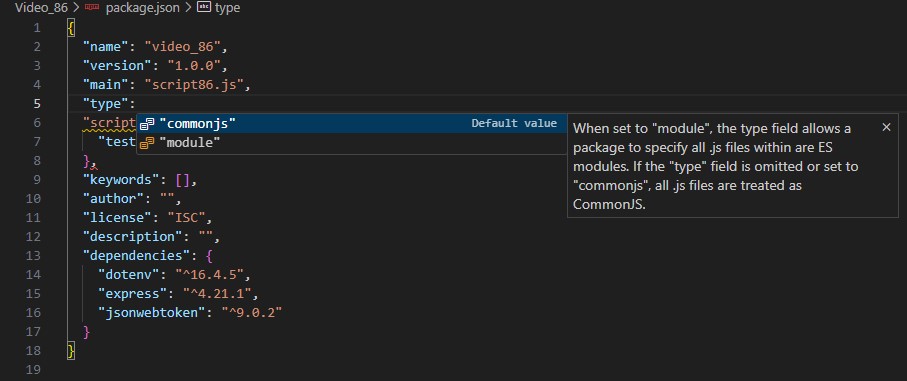 Video_86 > package.json > type
1 {
2 "name": "video_86",
3 "version": "1.0.0",
4 "main": "script86.js",
5 "type":
6 "script
7 "test
8 },
9 "keywords": [],
10 "author": "",
11 "license": "ISC",
12 "description": "",
13 "dependencies": {
14 "dotenv": "^16.4.5",
15 "express": "^4.21.1",
16 "jsonwebtoken": "^9.0.2"
17 }
18 }
19
"commonjs" Default value
"module"
When set to "module", the type field allows a
package to specify all .js files within are ES
modules. If the "type" field is omitted or set to
"commonjs", all .js files are treated as
CommonJS.